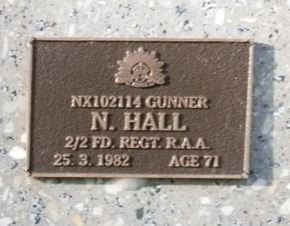 NX102114 GUNNER
N. HALL
2/2 FD. REGT. R.A.A.
25. 3. 1982 AGE 71